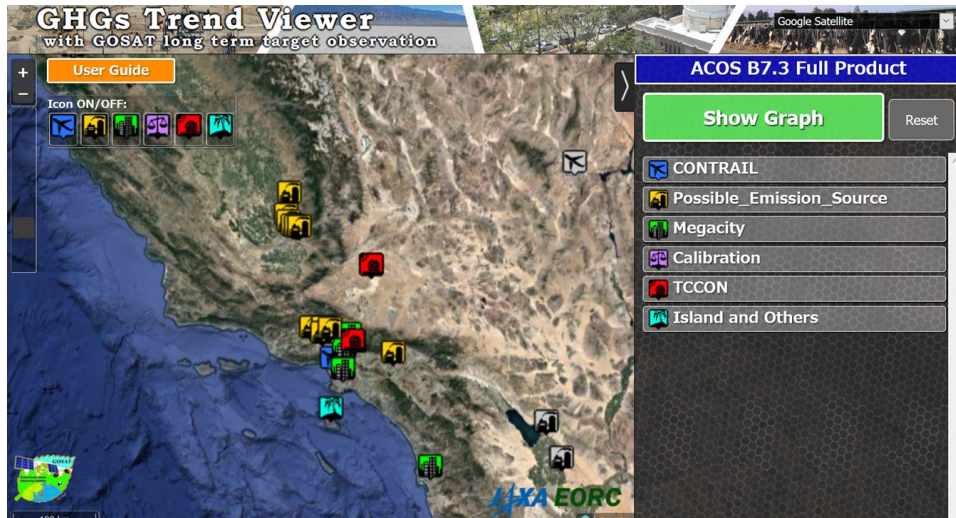 GHGs Trend Viewer
with GOSAT long term target observation
Google Satellite
+
−
User Guide
Icon ON/OFF:
ACOS B7.3 Full Product
Show Graph
Reset
CONTRAIL
Possible_Emission_Source
Megacity
Calibration
TCCON
Island and Others
GOSAT
JAXA EORC